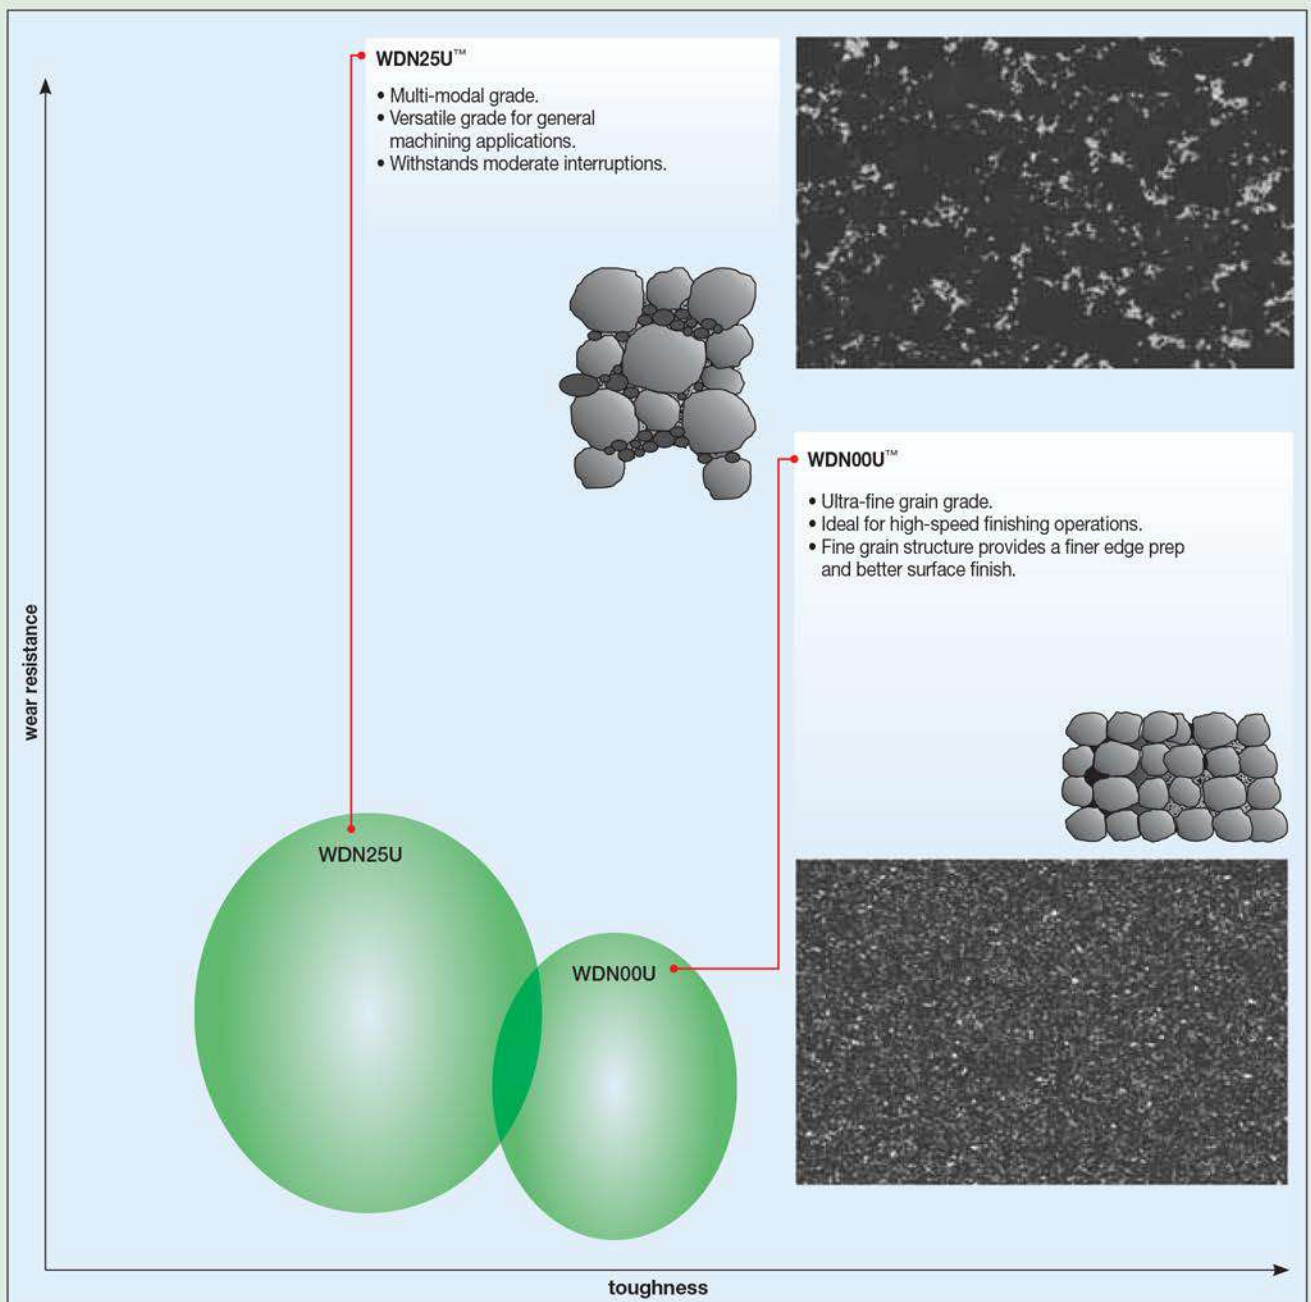 WDN25U™
• Multi-modal grade.
• Versatile grade for general
machining applications.
• Withstands moderate interruptions.
WDN00U™
• Ultra-fine grain grade.
• Ideal for high-speed finishing operations.
• Fine grain structure provides a finer edge prep
and better surface finish.
wear resistance
WDN25U
WDN00U
toughness